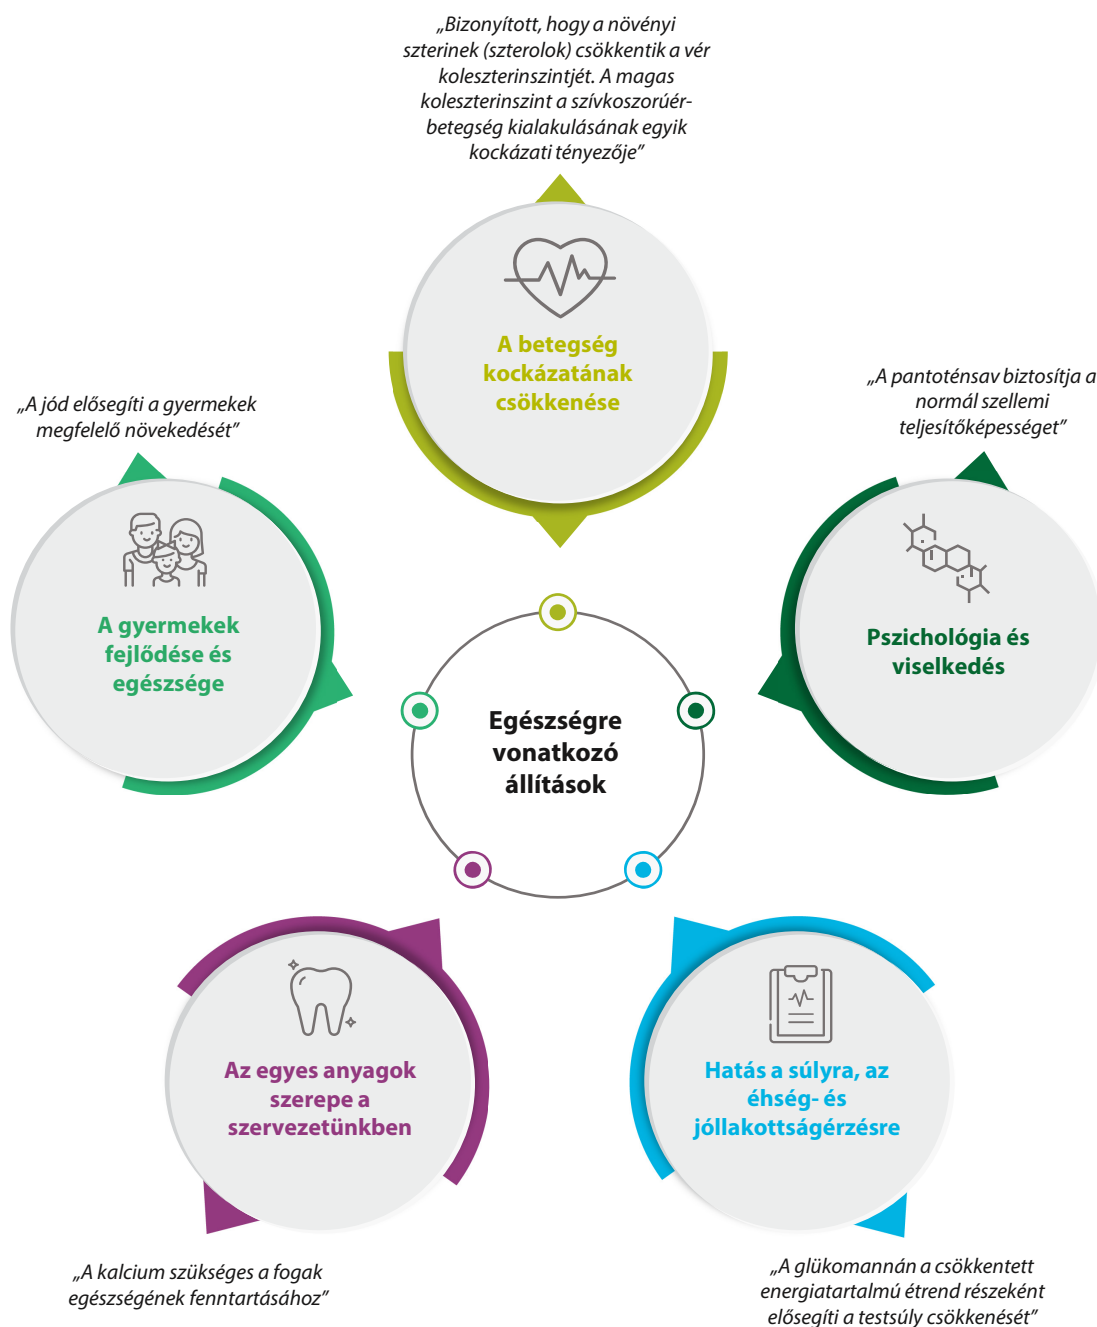 „Bizonyított, hogy a növényi
szterinek (szterolok) csökkentik a vér
koleszterinszintjét. A magas
koleszterinszint a szívkoszorúér-
betegség kialakulásának egyik
kockázati tényezője”
A betegség
kockázatának
csökkenése
„A jód elősegíti a gyermekek
megfelelő növekedését”
A gyermekek
fejlődése és
egészsége
„A pantoténsav biztosítja a
normál szellemi
teljesítőképességet”
Pszichológia és
viselkedés
Egészségre
vonatkozó
állítások
Az egyes anyagok
szerepe a
szervezetünkben
„A kalcium szükséges a fogak
egészségének fenntartásához”
Hatás a súlyra, az
éhség- és
jóllakottságérzésre
„A glükomannán a csökkentett
energiatartalmú étrend részeként
elősegíti a testsúly csökkenését”